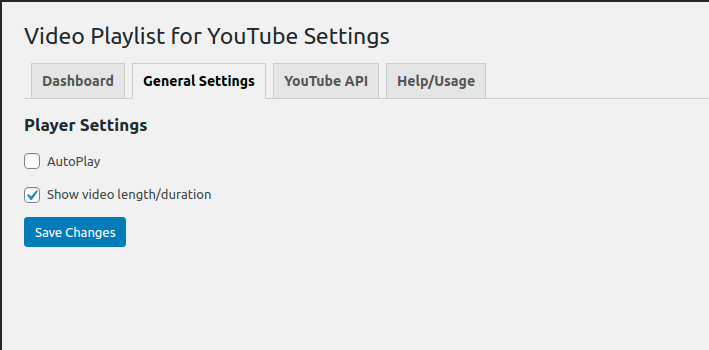 Video Playlist for YouTube Settings
Dashboard General Settings YouTube API Help/Usage
Player Settings
AutoPlay
Show video length/duration
Save Changes